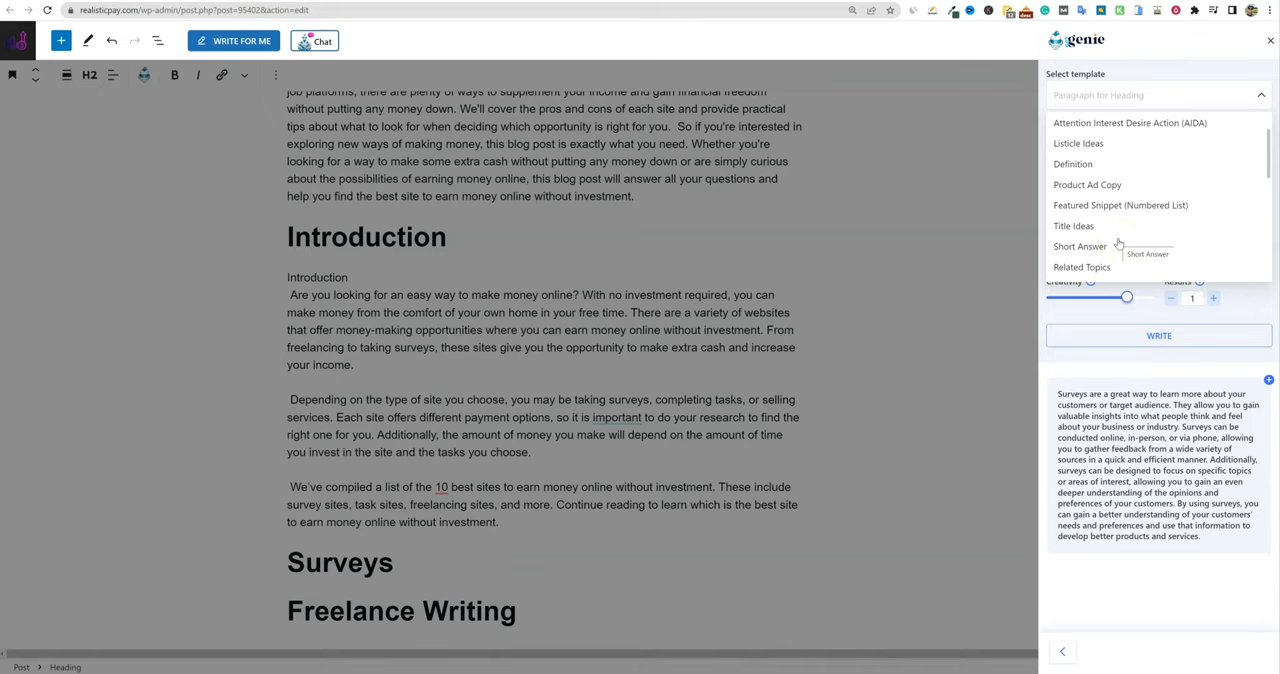 realisticpay.com/wp-admin/post.php?post=95402&action=edit
WRITE FOR ME
Chat
H2
B
I
job platforms, there are plenty of ways to supplement your income and gain financial freedom
without putting any money down. We'll cover the pros and cons of each site and provide practical
tips about what to look for when deciding which opportunity is right for you.  So if you're interested in
exploring new ways of making money, this blog post is exactly what you need. Whether you're
looking for a way to make some extra cash without putting any money down or are simply curious
about the possibilities of earning money online, this blog post will answer all your questions and
help you find the best site to earn money online without investment.
Introduction
Introduction
Are you looking for an easy way to make money online? With no investment required, you can
make money from the comfort of your own home in your free time. There are a variety of websites
that offer money-making opportunities where you can earn money online without investment. From
freelancing to taking surveys, these sites give you the opportunity to make extra cash and increase
your income.
Depending on the type of site you choose, you may be taking surveys, completing tasks, or selling
services. Each site offers different payment options, so it is important to do your research to find the
right one for you. Additionally, the amount of money you make will depend on the amount of time
you invest in the site and the tasks you choose.
We've compiled a list of the 10 best sites to earn money online without investment. These include
survey sites, task sites, freelancing sites, and more. Continue reading to learn which is the best site
to earn money online without investment.
Surveys
Freelance Writing
Post
Heading
genie
Select template
Paragraph for Heading
Attention Interest Desire Action (AIDA)
Listicle Ideas
Definition
Product Ad Copy
Featured Snippet (Numbered List)
Title Ideas
Short Answer
Short Answer
Related Topics
Creativity
Results
1
WRITE
Surveys are a great way to learn more about your
customers or target audience. They allow you to gain
valuable insights into what people think and feel
about your business or industry. Surveys can be
conducted online, in-person, or via phone, allowing
you to gather feedback from a wide variety of
sources in a quick and efficient manner. Additionally,
surveys can be designed to focus on specific topics
or areas of interest, allowing you to gain an even
deeper understanding of the opinions and
preferences of your customers. By using surveys, you
can gain a better understanding of your customers'
needs and preferences and use that information to
develop better products and services.